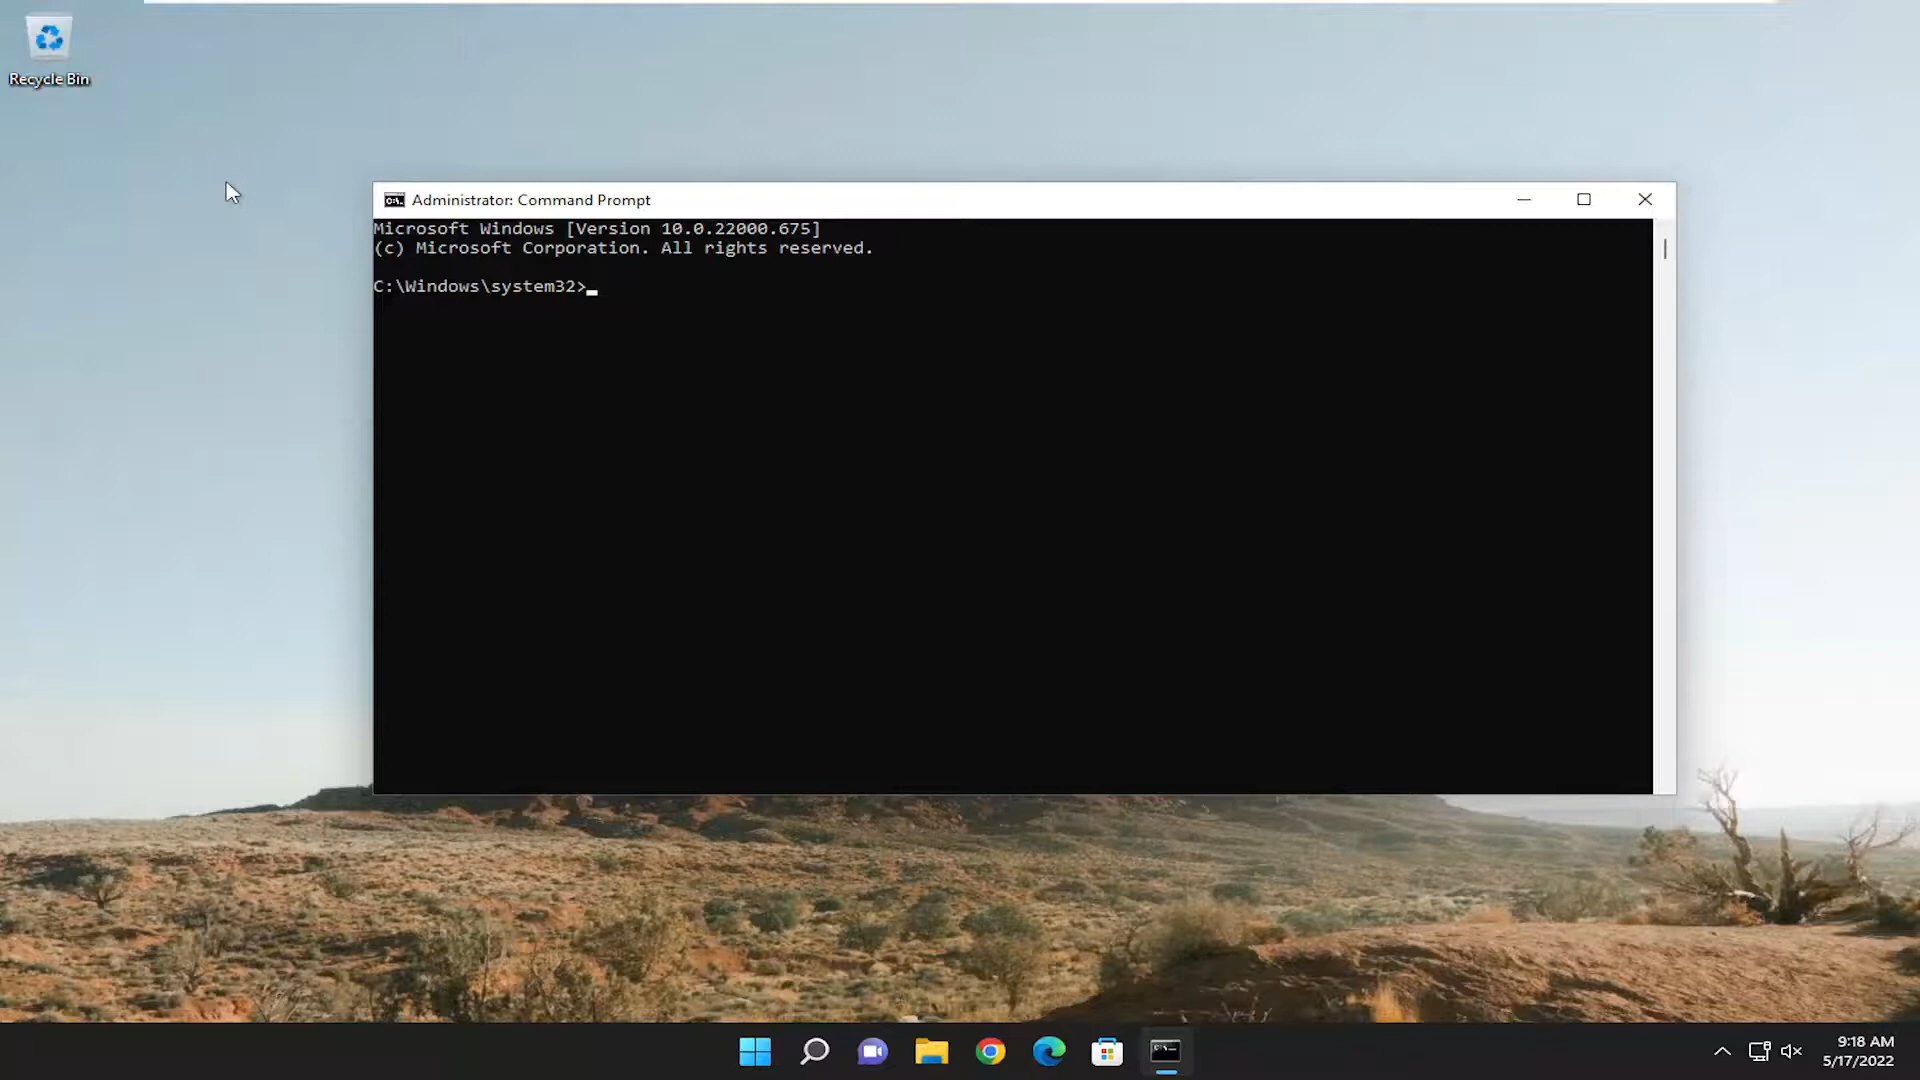 Recycle Bin
Administrator: Command Prompt
Microsoft Windows [Version 10.0.22000.675]
(c) Microsoft Corporation. All rights reserved.
C:\Windows\system32>
9:18 AM
5/17/2022